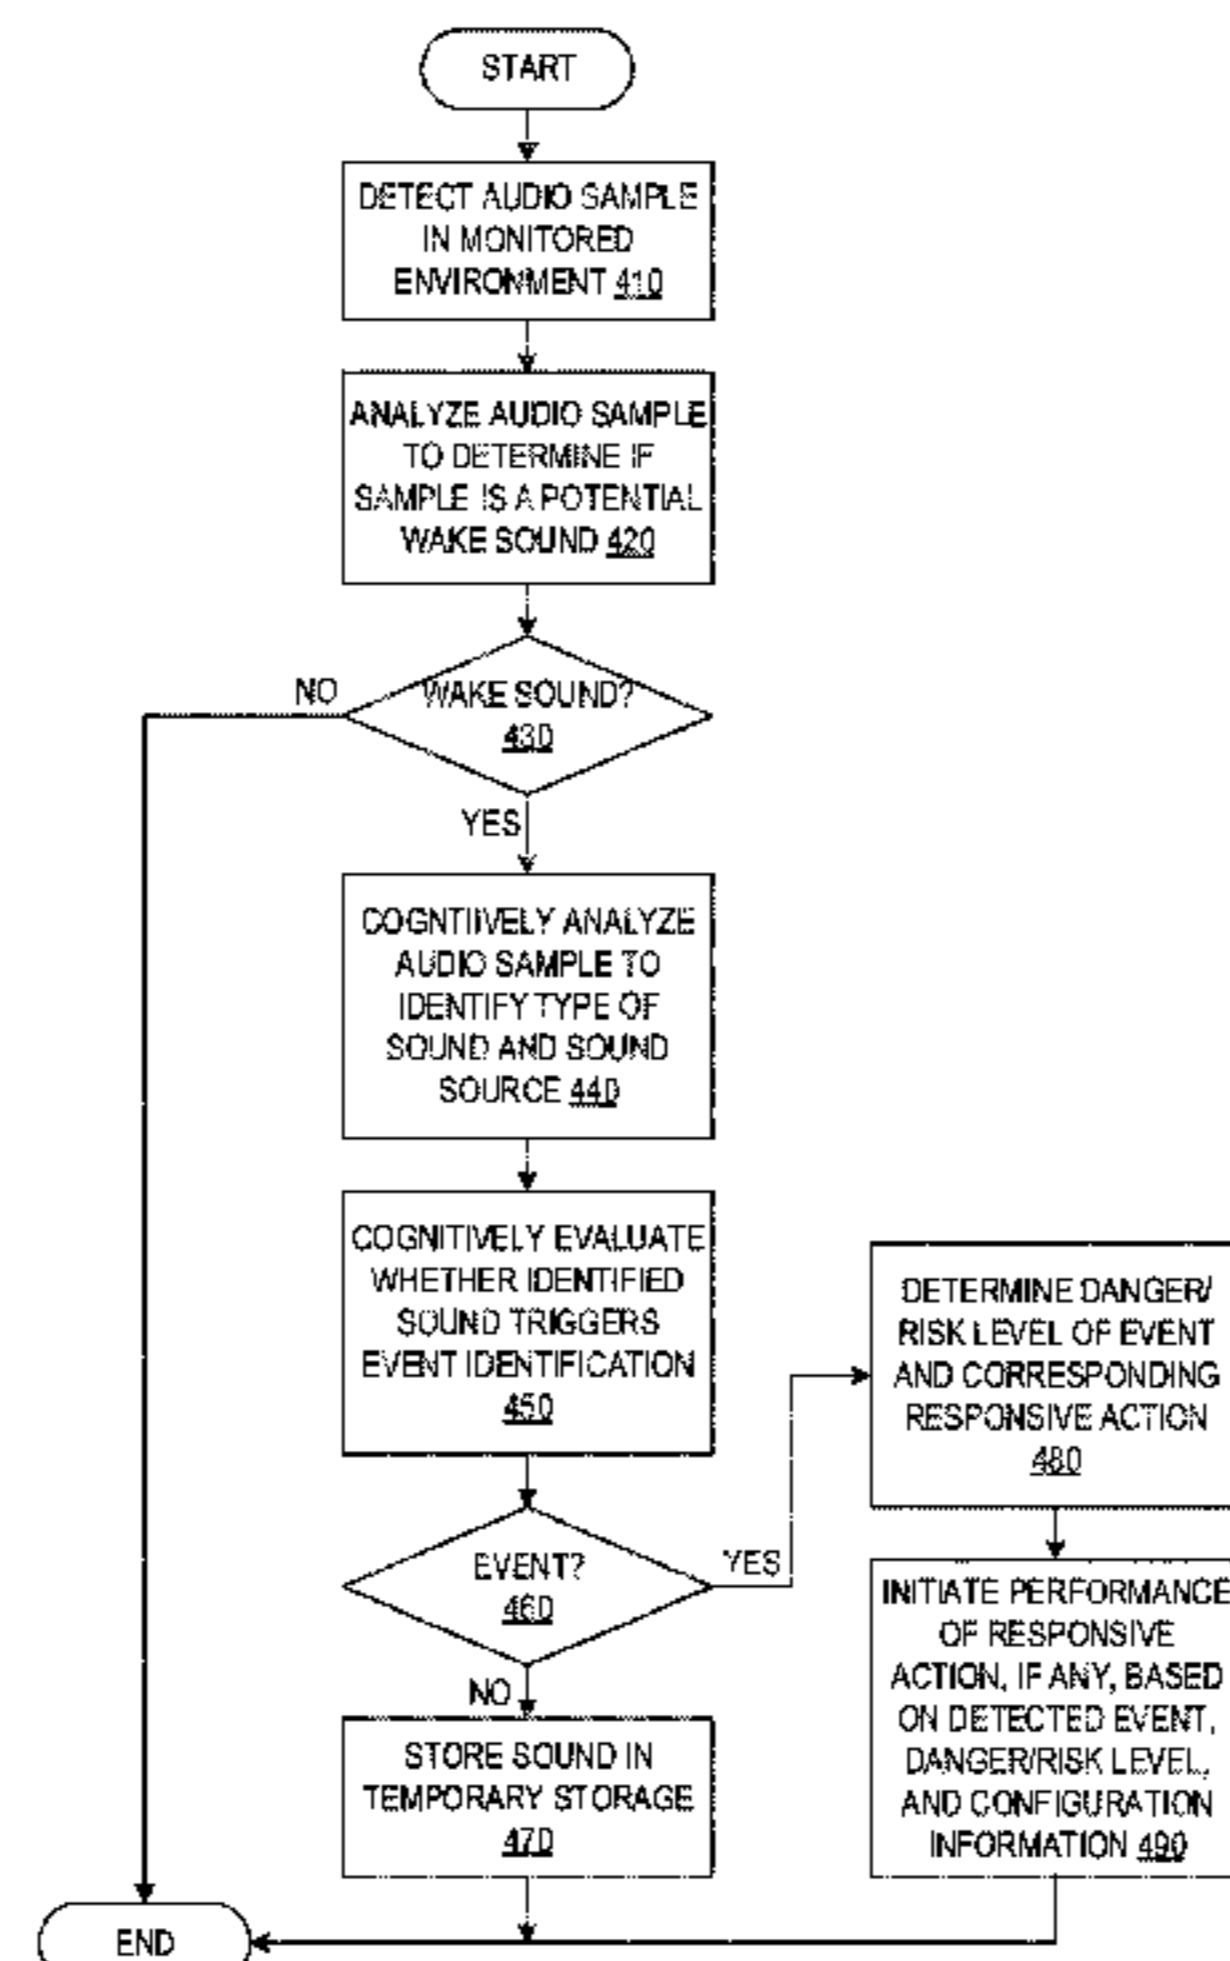 START
DETECT AUDIO SAMPLE
IN MONITORED
ENVIRONMENT 410
ANALYZE AUDIO SAMPLE
TO DETERMINE IF
SAMPLE IS A POTENTIAL
WAKE SOUND 420
NO
WAKE SOUND?
430
YES
COGNTIIVELY ANALYZE
AUDIO SAMPLE TO
IDENTIFY TYPE OF
SOUND AND SOUND
SOURCE 440
COGNITIVELY EVALUATE
WHETHER IDENTIFIED
SOUND TRIGGERS
EVENT IDENTIFICATION
450
EVENT?
460
YES
NO
STORE SOUND IN
TEMPORARY STORAGE
470
DETERMINE DANGER/
RISK LEVEL OF EVENT
AND CORRESPONDING
RESPONSIVE ACTION
480
INITIATE PERFORMANCE
OF RESPONSIVE
ACTION, IF ANY, BASED
ON DETECTED EVENT,
DANGER/RISK LEVEL,
AND CONFIGURATION
INFORMATION 490
END